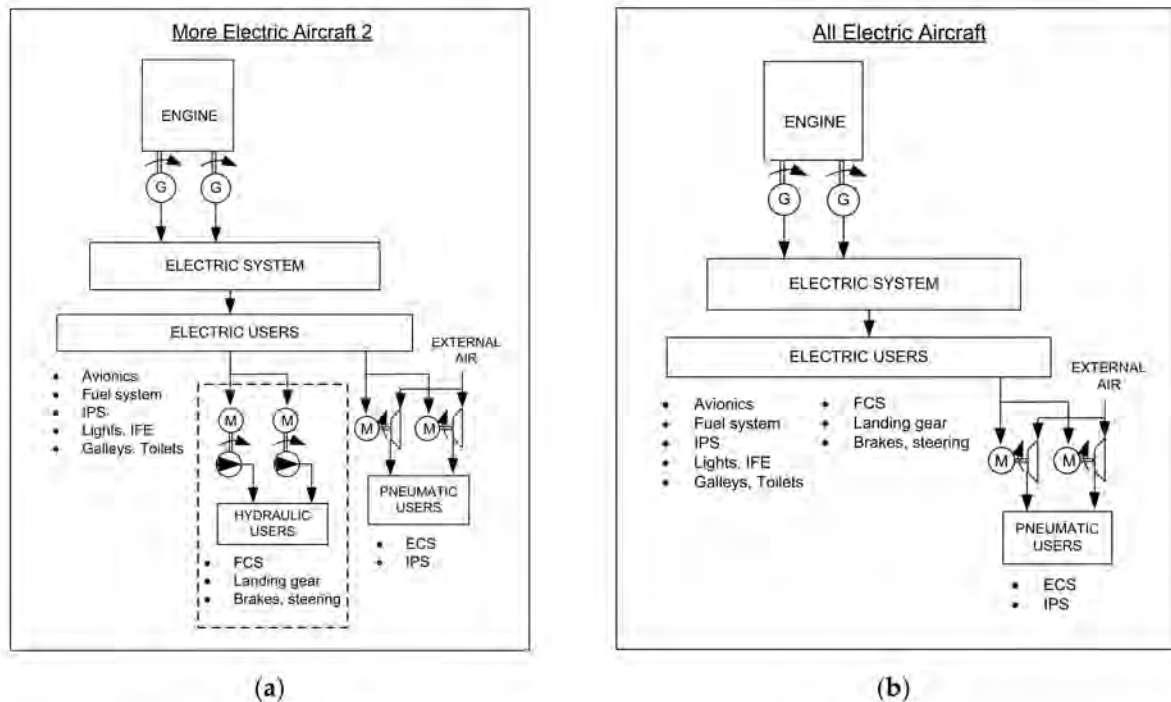 More Electric Aircraft 2
ENGINE
G G
ELECTRIC SYSTEM
ELECTRIC USERS
EXTERNAL
AIR
Avionics
Fuel system
IPS
Lights, IFE
Galleys, Toilets
M M
M M
HYDRAULIC
USERS
FCS
Landing gear
Brakes, steering
PNEUMATIC
USERS
ECS
IPS
(a)
All Electric Aircraft
ENGINE
G G
ELECTRIC SYSTEM
ELECTRIC USERS
EXTERNAL
AIR
Avionics
Fuel system
IPS
Lights, IFE
Galleys, Toilets
FCS
Landing gear
Brakes, steering
M M
PNEUMATIC
USERS
ECS
IPS
(b)